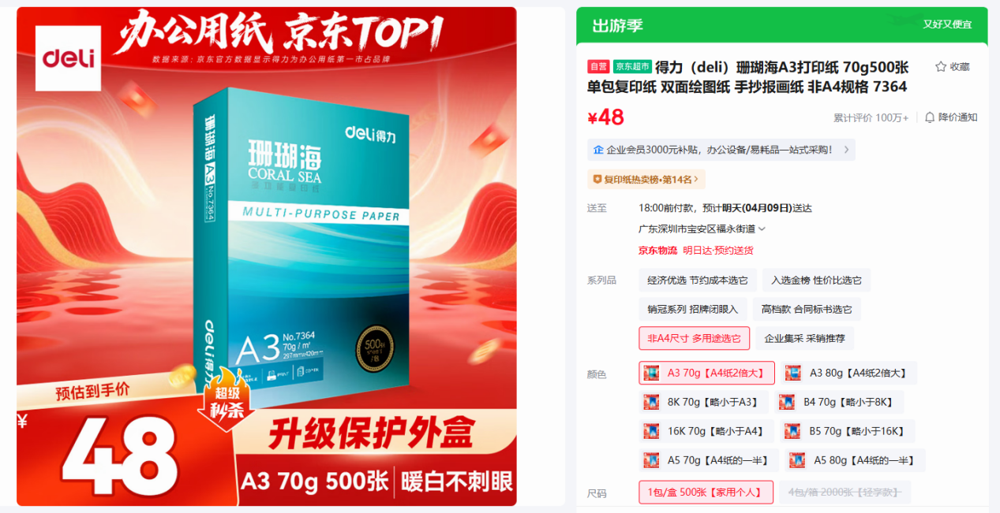 办公用纸 京东TOP1
数据来源：京东官方数据显示得力为办公用纸第一市占品牌
deli
deli得力
珊瑚海
CORAL SEA
多功能复印纸
MULTI-PURPOSE PAPER
珊瑚海 A3 No.7364
deli得力
A3
No.7364
70g/㎡
297mm×420mm
500张
/包
预估到手价
¥
48
超级
秒杀
升级保护外盒
A3 70g 500张 暖白不刺眼
出游季
又好又便宜
自营 京东超市 得力（deli）珊瑚海A3打印纸 70g500张
收藏
单包复印纸 双面绘图纸 手抄报画纸 非A4规格 7364
¥48
累计评价 100万+
降价通知
企 企业会员3000元补贴，办公设备/易耗品一站式采购！ >
复印纸热卖榜•第14名>
送至
18:00前付款，预计明天(04月09日)送达
广东深圳市宝安区福永街道
京东物流 明日达·预约送货
系列品
经济优选 节约成本选它
入选金榜 性价比选它
销冠系列 招牌闭眼入
高档款 合同标书选它
非A4尺寸 多用途选它
企业集采 采销推荐
颜色
A3 70g【A4纸2倍大】
A3 80g【A4纸2倍大】
8K 70g【略小于A3】
B4 70g【略小于8K】
16K 70g【略小于A4】
B5 70g【略小于16K】
A5 70g【A4纸的一半】
A5 80g【A4纸的一半】
尺码
1包/盒 500张【家用个人】
4包/箱 2000张【轻享款】